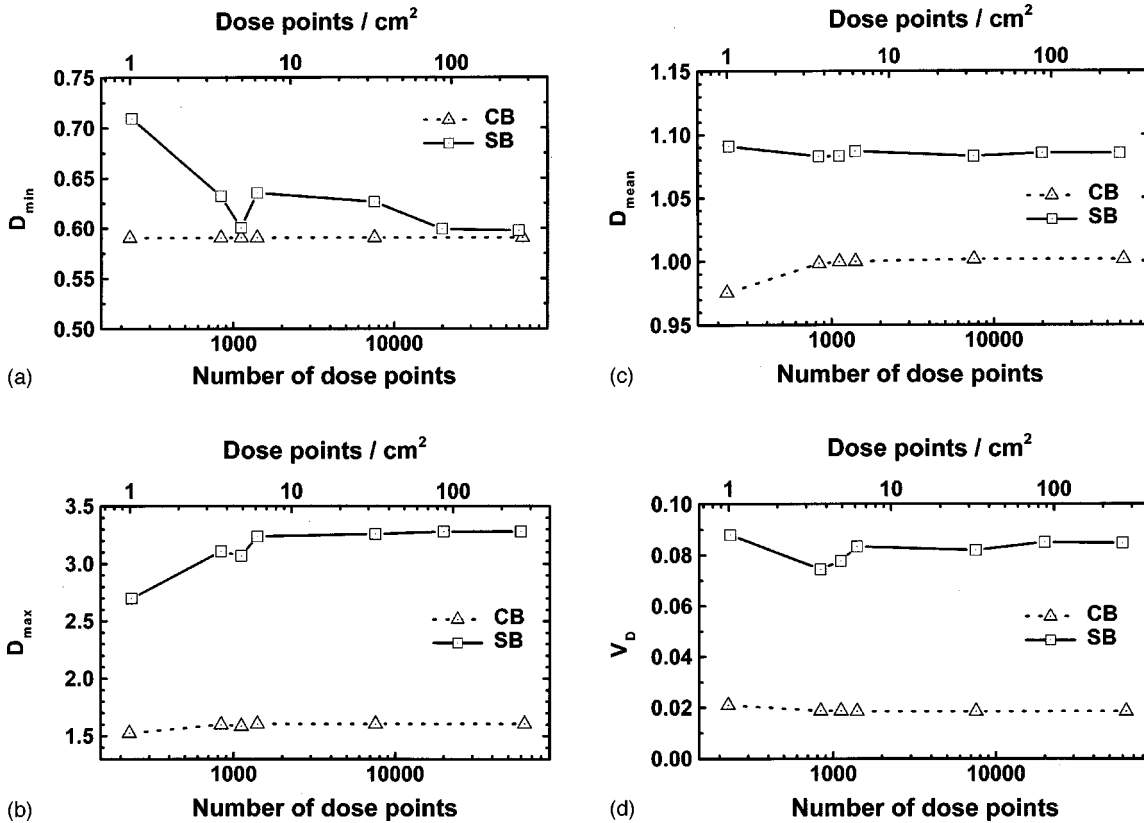 Dose points / cm²
1 10 100
0.75
0.70
0.65
0.60
0.55
0.50
D_min
CB
SB
1000 10000
Number of dose points
(a)
Dose points / cm²
1 10 100
1.15
1.10
1.05
1.00
0.95
D_mean
CB
SB
1000 10000
Number of dose points
(c)
Dose points / cm²
1 10 100
3.5
3.0
2.5
2.0
1.5
D_max
CB
SB
1000 10000
Number of dose points
(b)
Dose points / cm²
1 10 100
0.10
0.08
0.06
0.04
0.02
0.00
V_D
CB
SB
1000 10000
Number of dose points
(d)